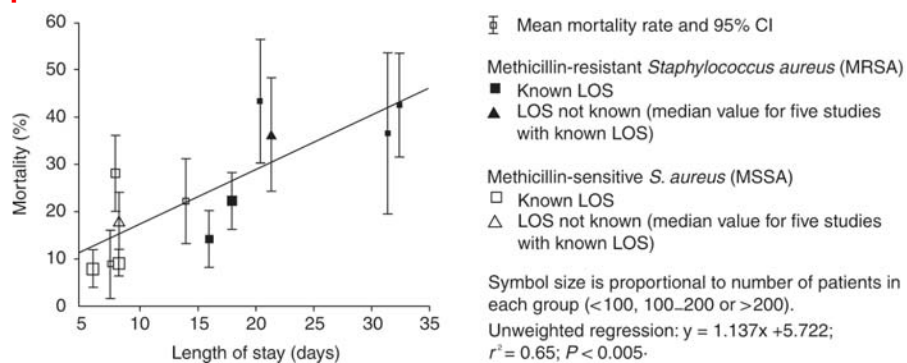 60
50
40
30
20
10
0
Mortality (%)
5
10
15
20
25
30
35
Length of stay (days)
Mean mortality rate and 95% CI
Methicillin-resistant Staphylococcus aureus (MRSA)
Known LOS
LOS not known (median value for five studies
with known LOS)
Methicillin-sensitive S. aureus (MSSA)
Known LOS
LOS not known (median value for five studies
with known LOS)
Symbol size is proportional to number of patients in
each group (<100, 100–200 or >200).
Unweighted regression: y = 1.137x +5.722;
r² = 0.65; P < 0.005·